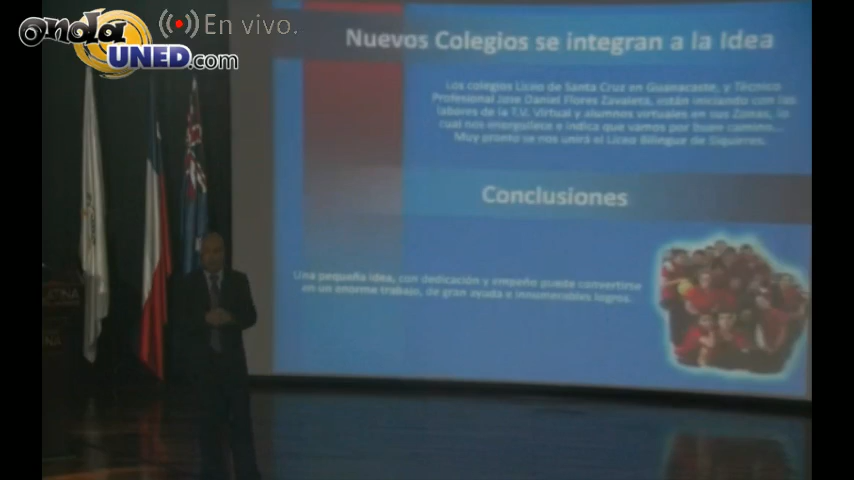 onda
UNED.com
En vivo.
Nuevos Colegios se integran a la Idea
Los colegios Liceo de Santa Cruz en Guanacaste, y Técnico
Profesional Jose Daniel Flores Zavaleta, están iniciando con las
labores de la T.V. Virtual y alumnos virtuales en sus Zonas, lo
cual nos enorgullece e indica que vamos por buen camino...
Muy pronto se nos unirá el Liceo Bilingue de Siquirres.
Conclusiones
Una pequeña idea, con dedicación y empeño puede convertirse
en un enorme trabajo, de gran ayuda e innumerables logros.